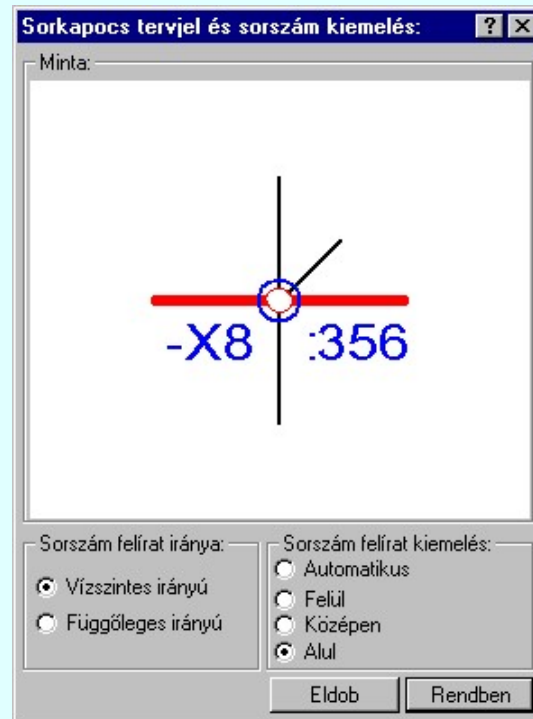 Sorkapocs tervjel és sorszám kiemelés:
Minta:
-X8 :356
Sorszám felírat iránya:
Vízszintes irányú
Függőleges irányú
Sorszám felírat kiemelés:
Automatikus
Felül
Középen
Alul
Eldob
Rendben